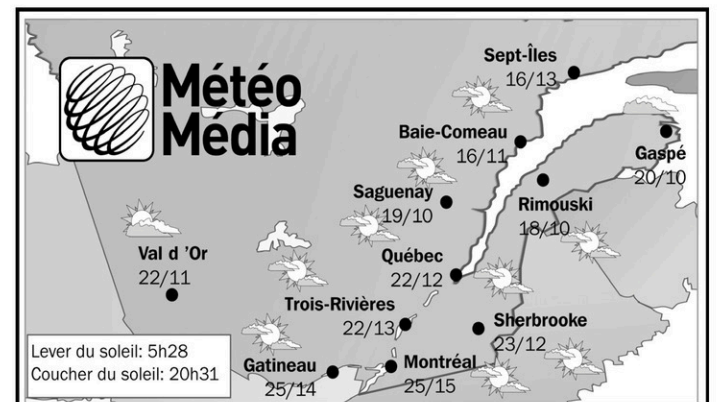 Météo
Média
Sept-Îles
16/13
Baie-Comeau
16/11
Gaspé
20/10
Saguenay
19/10
Rimouski
18/10
Val d 'Or
22/11
Québec
22/12
Trois-Rivières
22/13
Sherbrooke
23/12
Lever du soleil: 5h28
Coucher du soleil: 20h31
Gatineau
25/14
Montréal
25/15